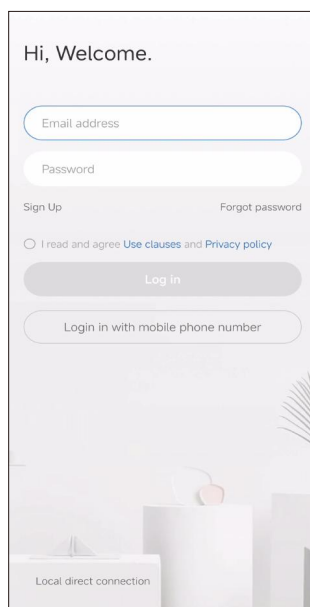 Hi, Welcome.
Email address
Password
Sign Up
Forgot password
I read and agree Use clauses and Privacy policy
Log in
Login in with mobile phone number
Local direct connection